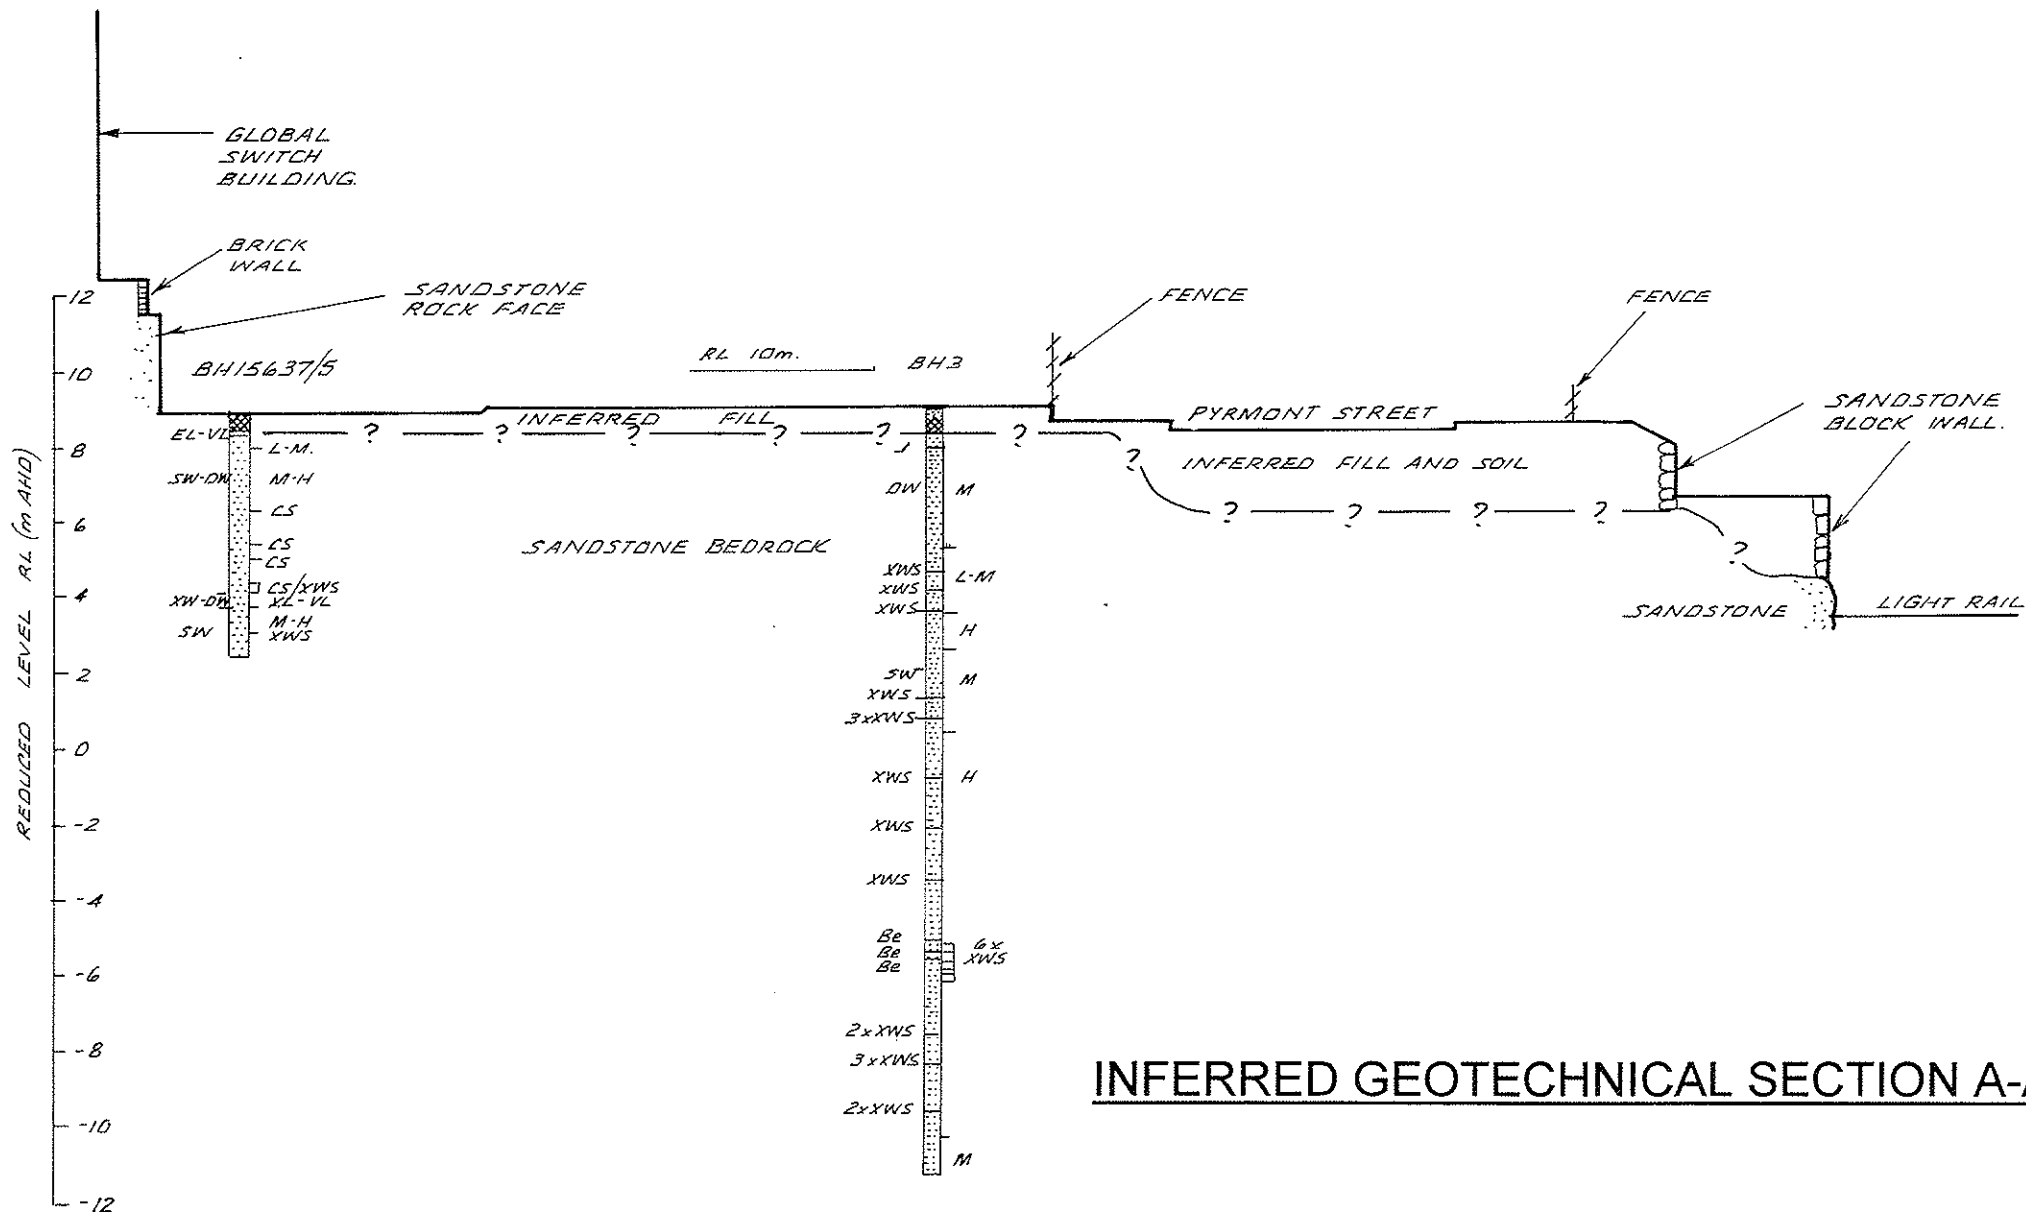 GLOBAL
SWITCH
BUILDING.
BRICK
WALL
SANDSTONE
ROCK FACE
FENCE
FENCE
SANDSTONE
BLOCK WALL.
12
10
8
6
4
2
0
-2
-4
-6
-8
-10
-12
REDUCED LEVEL RL (m AHD)
BH15637/5
RL 10m.
BH3
INFERRED FILL
PYRMONT STREET
INFERRED FILL AND SOIL
? ? ? ? ? ? ? ? ? ? ? ?
SANDSTONE BEDROCK
SANDSTONE
LIGHT RAIL
EL-VL
L-M.
SW-DW
M-H
CS
CS
CS
CS/XWS
XW-DW
XL-VL
M-H
SW
XWS
J
DW
M
XWS
L-M
XWS
XWS
H
SW
M
XWS
3xXWS
XWS
H
XWS
XWS
Be
Be
Be
6x
XWS
2xXWS
3xXWS
2xXWS
M
INFERRED GEOTECHNICAL SECTION A-